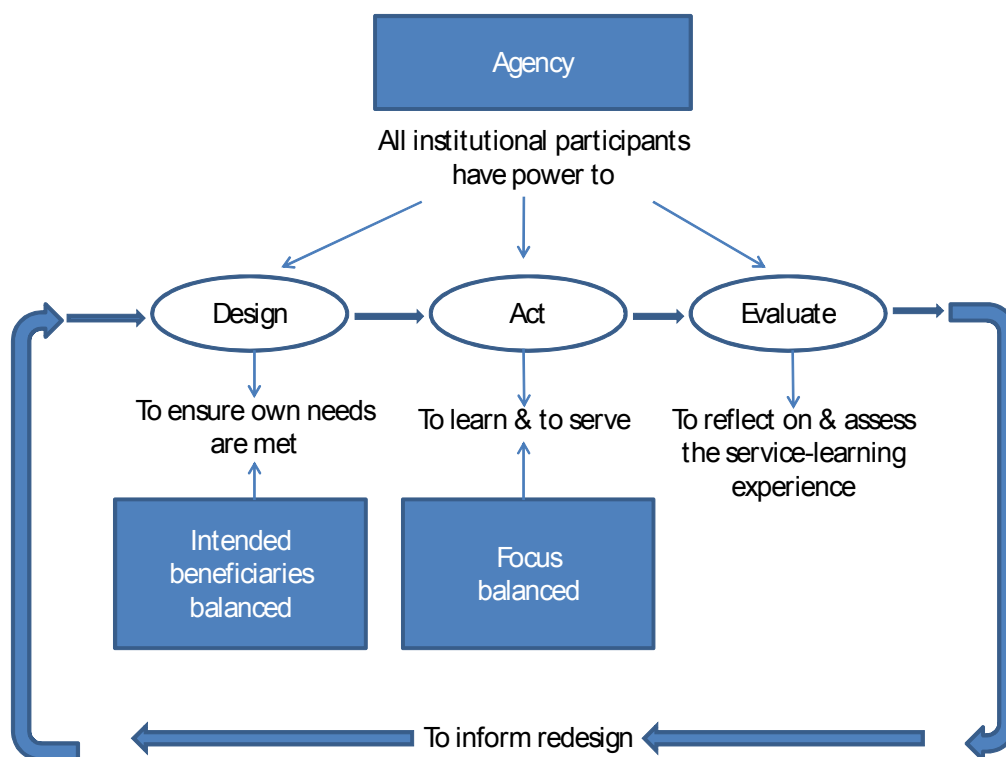 Agency
All institutional participants
have power to
Design
Act
Evaluate
To ensure own needs
are met
To learn & to serve
To reflect on & assess
the service-learning
experience
Intended
beneficiaries
balanced
Focus
balanced
To inform redesign